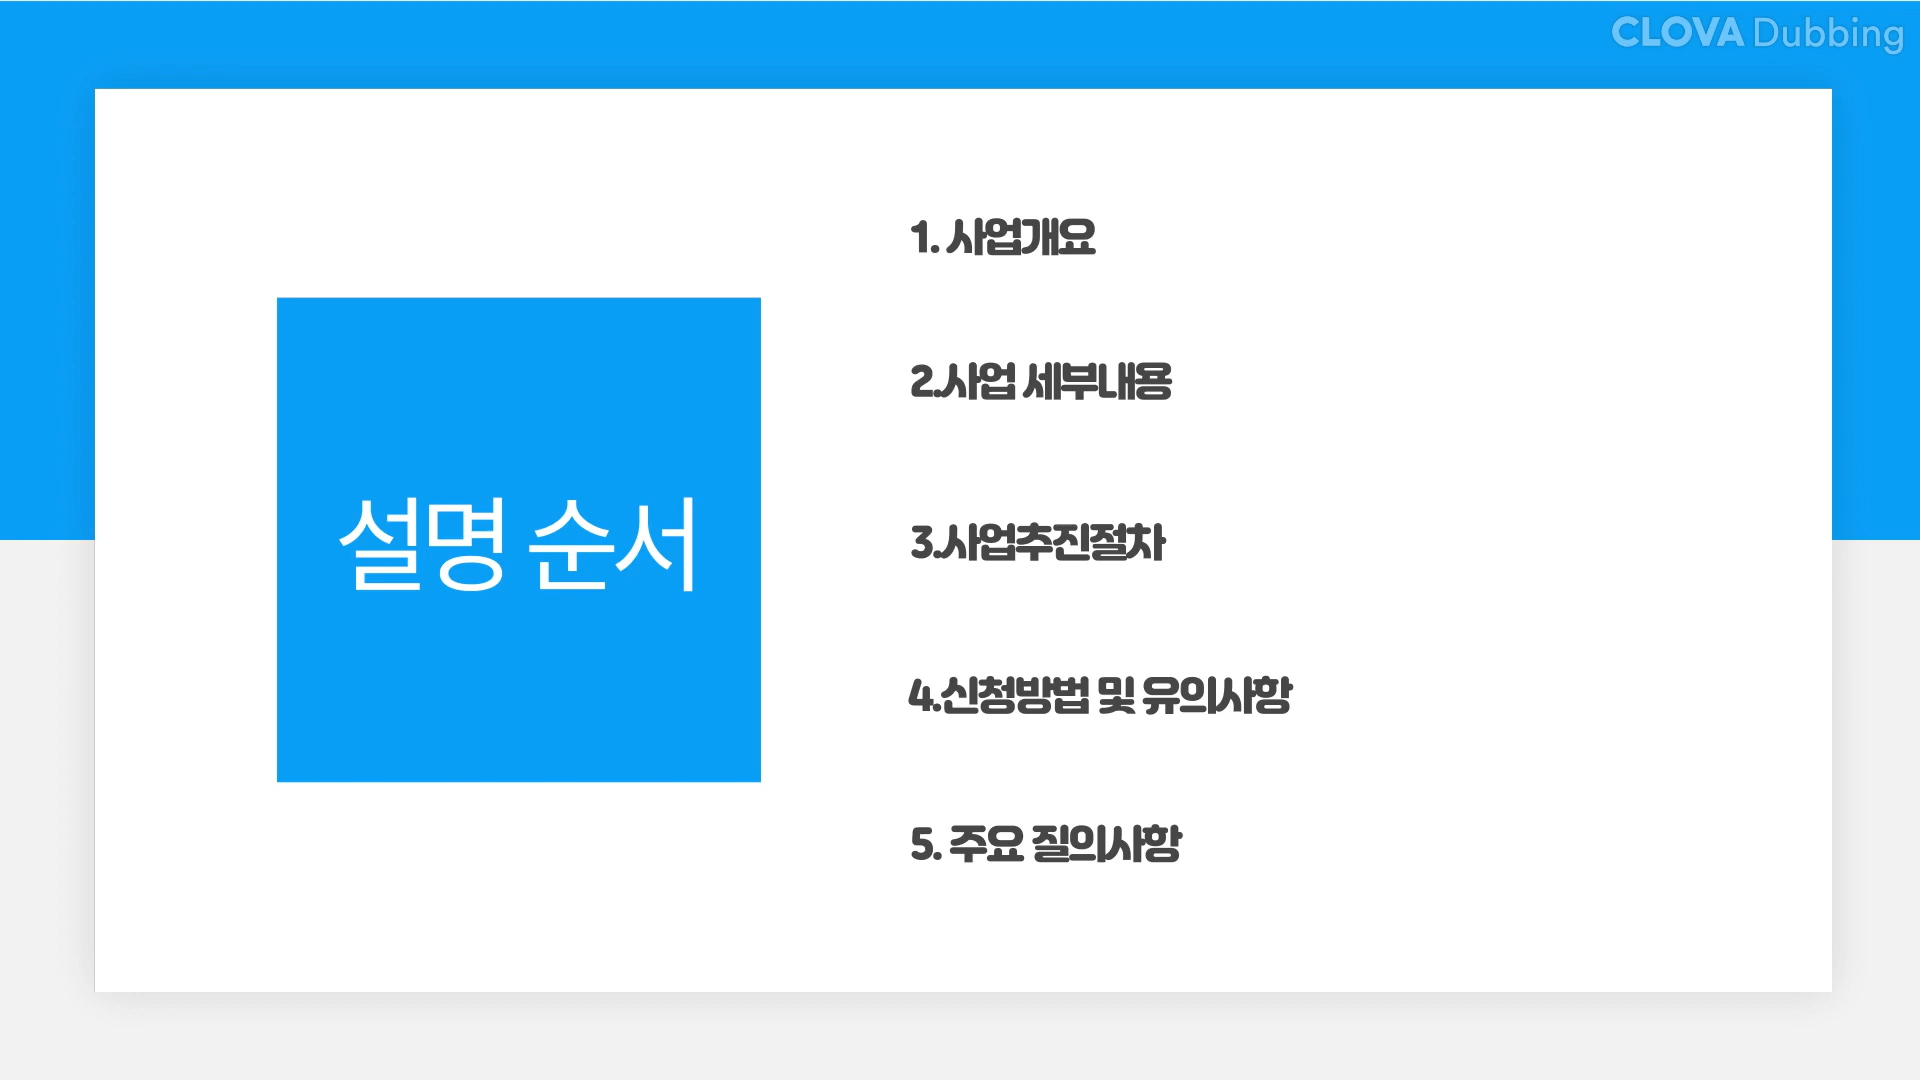 CLOVA Dubbing
설명 순서
1. 사업개요
2.사업 세부내용
3.사업추진절차
4.신청방법 및 유의사항
5. 주요 질의사항